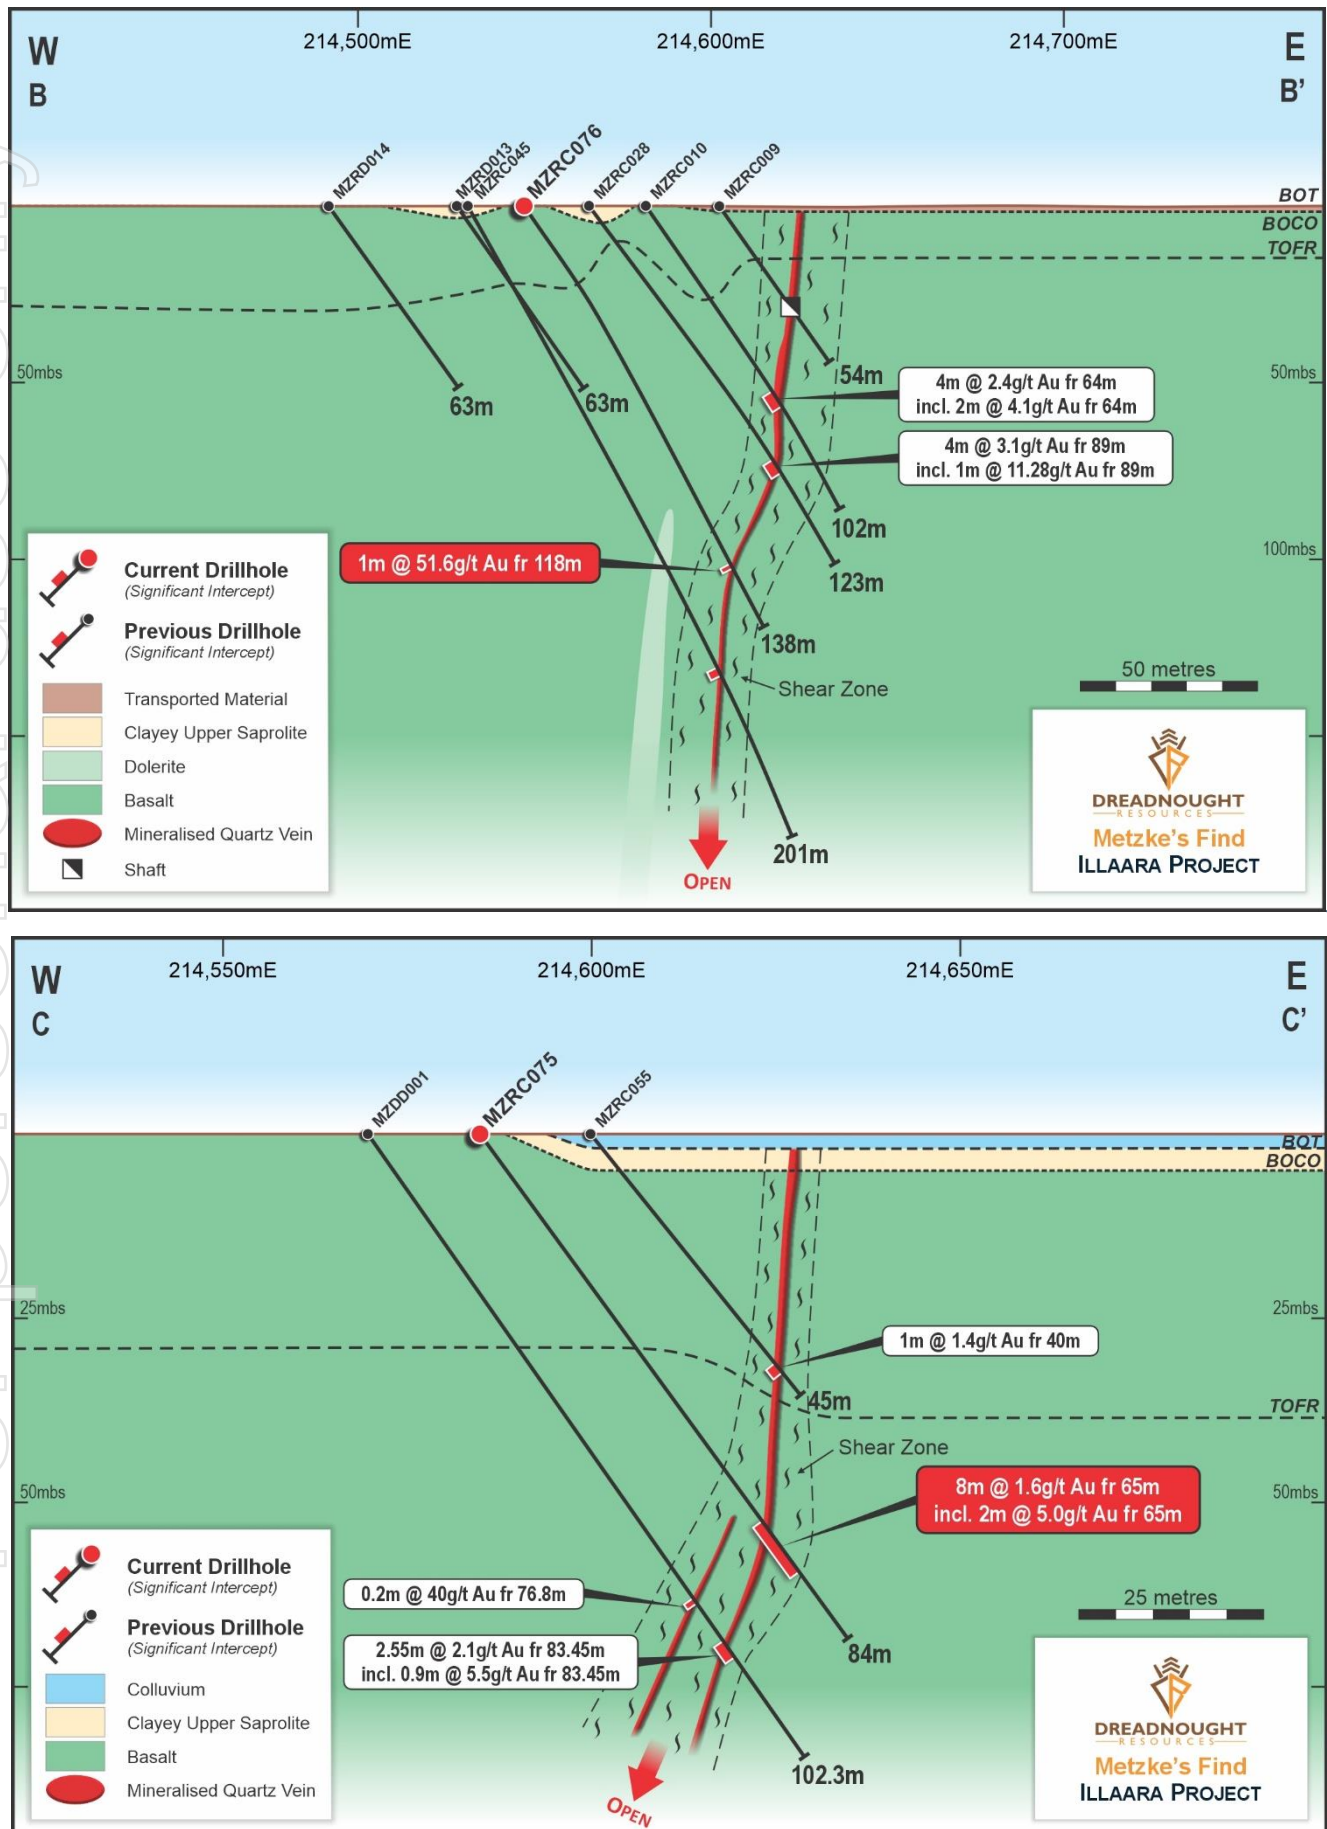 214,500mE
214,600mE
214,700mE
W
E
B
B'
MZRD014
MZRD013
MZRC045
MZRC076
MZRC028
MZRC010
MZRC009
BOT
BOCO
TOFR
50mbs
50mbs
63m
63m
54m
4m @ 2.4g/t Au fr 64m
incl. 2m @ 4.1g/t Au fr 64m
4m @ 3.1g/t Au fr 89m
incl. 1m @ 11.28g/t Au fr 89m
102m
123m
100mbs
1m @ 51.6g/t Au fr 118m
138m
Shear Zone
201m
OPEN
50 metres
Current Drillhole
(Significant Intercept)
Previous Drillhole
(Significant Intercept)
Transported Material
Clayey Upper Saprolite
Dolerite
Basalt
Mineralised Quartz Vein
Shaft
DREADNOUGHT
RESOURCES
Metzke's Find
ILLAARA PROJECT
214,550mE
214,600mE
214,650mE
W
E
C
C'
MZDD001
MZRC075
MZRC055
BOT
BOCO
25mbs
25mbs
1m @ 1.4g/t Au fr 40m
45m
TOFR
Shear Zone
50mbs
50mbs
8m @ 1.6g/t Au fr 65m
incl. 2m @ 5.0g/t Au fr 65m
0.2m @ 40g/t Au fr 76.8m
2.55m @ 2.1g/t Au fr 83.45m
incl. 0.9m @ 5.5g/t Au fr 83.45m
84m
102.3m
OPEN
25 metres
Current Drillhole
(Significant Intercept)
Previous Drillhole
(Significant Intercept)
Colluvium
Clayey Upper Saprolite
Basalt
Mineralised Quartz Vein
DREADNOUGHT
RESOURCES
Metzke's Find
ILLAARA PROJECT